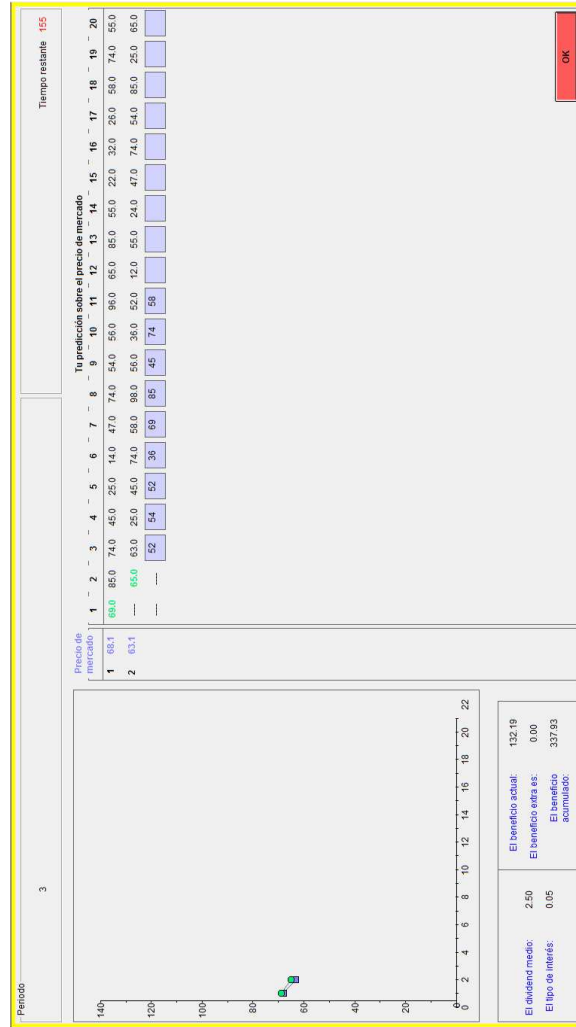 Periodo
3
Tiempo restante 155
140
120
100
80
60
40
20
0
0 2 4 6 8 10 12 14 16 18 20 22
El dividend medio: 2.50
El tipo de interés: 0.05
El beneficio actual: 132.19
El beneficio extra es: 0.00
El beneficio acumulado: 337.93
Precio de mercado
1 68.1
2 63.1
Tu predicción sobre el precio de mercado
1 2 3 4 5 6 7 8 9 10 11 12 13 14 15 16 17 18 19 20
69.0 85.0 74.0 45.0 25.0 14.0 47.0 74.0 54.0 56.0 96.0 65.0 85.0 55.0 22.0 32.0 26.0 58.0 74.0 55.0
--- 65.0 63.0 25.0 45.0 74.0 58.0 98.0 56.0 36.0 52.0 12.0 55.0 24.0 47.0 74.0 54.0 85.0 25.0 65.0
--- --- 52 54 52 36 69 85 45 74 58
OK